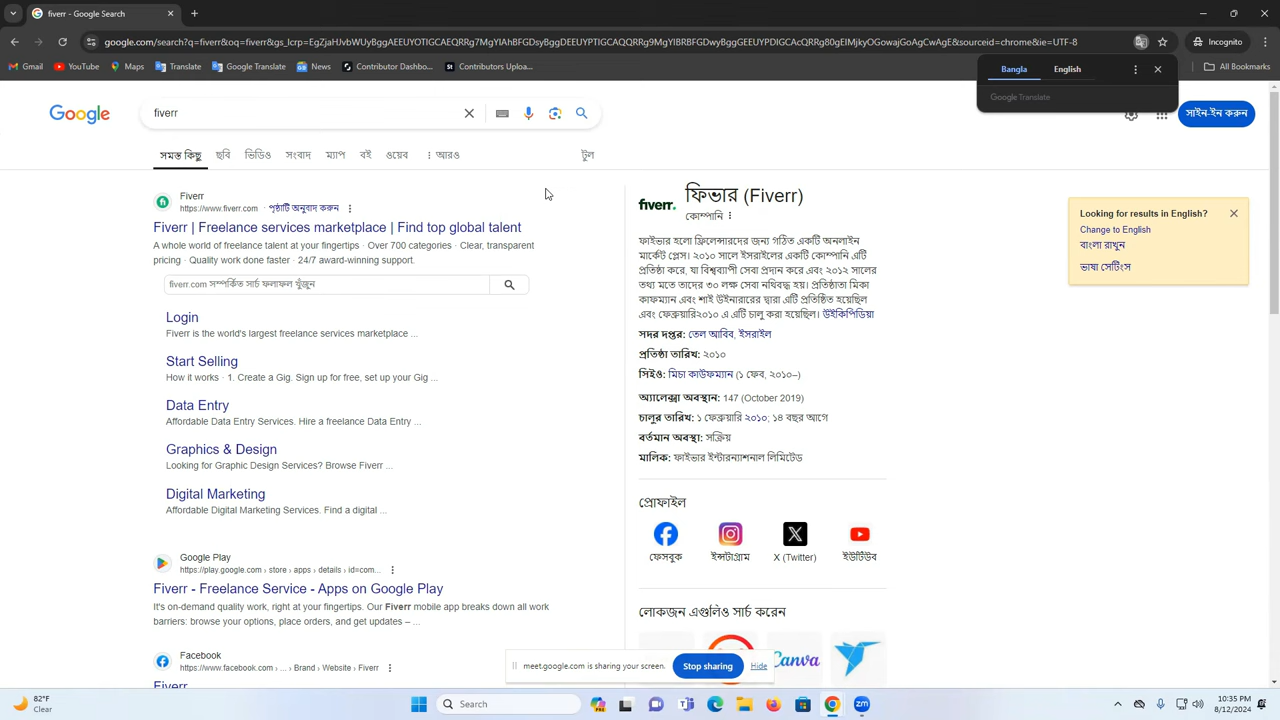 fiverr - Google Search
google.com/search?q=fiverr&oq=fiverr&gs_lcrp=EgZjaHJvbWUyBggAEEUYOTIGCAEQRRg7MgYIAhBFGDsyDQgDEAAYgwEYsQMYgAQyBggEEEUYPDIGCAUQRRg8MgYIBhBFGDwyBggHEEUYPDIGCAgQRRg80gEIMjkyOGowajGoAgCwAgE&sourceid=chrome&ie=UTF-8
Incognito
Gmail
YouTube
Maps
Translate
Google Translate
News
Contributor Dashbo...
Contributors Uploa...
All Bookmarks
Bangla
English
Google Translate
Google
fiverr
সাইন-ইন করুন
সমস্ত কিছু
ছবি
ভিডিও
সংবাদ
ম্যাপ
বই
ওয়েব
আরও
টুল
Fiverr
https://www.fiverr.com · পৃষ্ঠাটি অনুবাদ করুন
Fiverr | Freelance services marketplace | Find top global talent
A whole world of freelance talent at your fingertips · Over 700 categories · Clear, transparent
pricing · Quality work done faster · 24/7 award-winning support.
fiverr.com সম্পর্কিত সার্চ ফলাফল খুঁজুন
Login
Fiverr is the world's largest freelance services marketplace ...
Start Selling
How it works · 1. Create a Gig. Sign up for free, set up your Gig ...
Data Entry
Affordable Data Entry Services. Hire a freelance Data Entry ...
Graphics & Design
Looking for Graphic Design Services? Browse Fiverr ...
Digital Marketing
Affordable Digital Marketing Services. Find a digital ...
Google Play
https://play.google.com › store › apps › details › id=com...
Fiverr - Freelance Service - Apps on Google Play
It's on-demand quality work, right at your fingertips. Our Fiverr mobile app breaks down all work
barriers: browse your options, place orders, and get updates – ...
Facebook
https://www.facebook.com › ... › Brand › Website › Fiverr
Fiverr
fiverr.
ফিভার (Fiverr)
কোম্পানি
ফাইভার হলো ফ্রিলেন্সারদের জন্য গঠিত একটি অনলাইন
মার্কেট প্লেস। ২০১০ সালে ইসরাইলের একটি কোম্পানি এটি
প্রতিষ্ঠা করে, যা বিশ্বব্যাপী সেবা প্রদান করে এবং ২০১২ সালের
তথ্য মতে তাদের ৩০ লক্ষ সেবা নথিবদ্ধ হয়। প্রতিষ্ঠাতা মিকা
কাফম্যান এবং শাই উইনারারের দ্বারা এটি প্রতিষ্ঠিত হয়েছিল
এবং ফেব্রুয়ারি২০১০ এ এটি চালু করা হয়েছিল। উইকিপিডিয়া
সদর দপ্তর: তেল আবিব, ইসরাইল
প্রতিষ্ঠা তারিখ: ২০১০
সিইও: মিচা কাউফম্যান (১ ফেব, ২০১০–)
অ্যালেক্সা অবস্থান: 147 (October 2019)
চালুর তারিখ: ১ ফেব্রুয়ারি ২০১০; ১৪ বছর আগে
বর্তমান অবস্থা: সক্রিয়
মালিক: ফাইভার ইন্টারন্যাশনাল লিমিটেড
প্রোফাইল
ফেসবুক
ইন্সটাগ্রাম
X (Twitter)
ইউটিউব
লোকজন এগুলিও সার্চ করেন
Canva
Looking for results in English?
Change to English
বাংলা রাখুন
ভাষা সেটিংস
meet.google.com is sharing your screen.
Stop sharing
Hide
82°F
Clear
Search
10:35 PM
8/12/2024